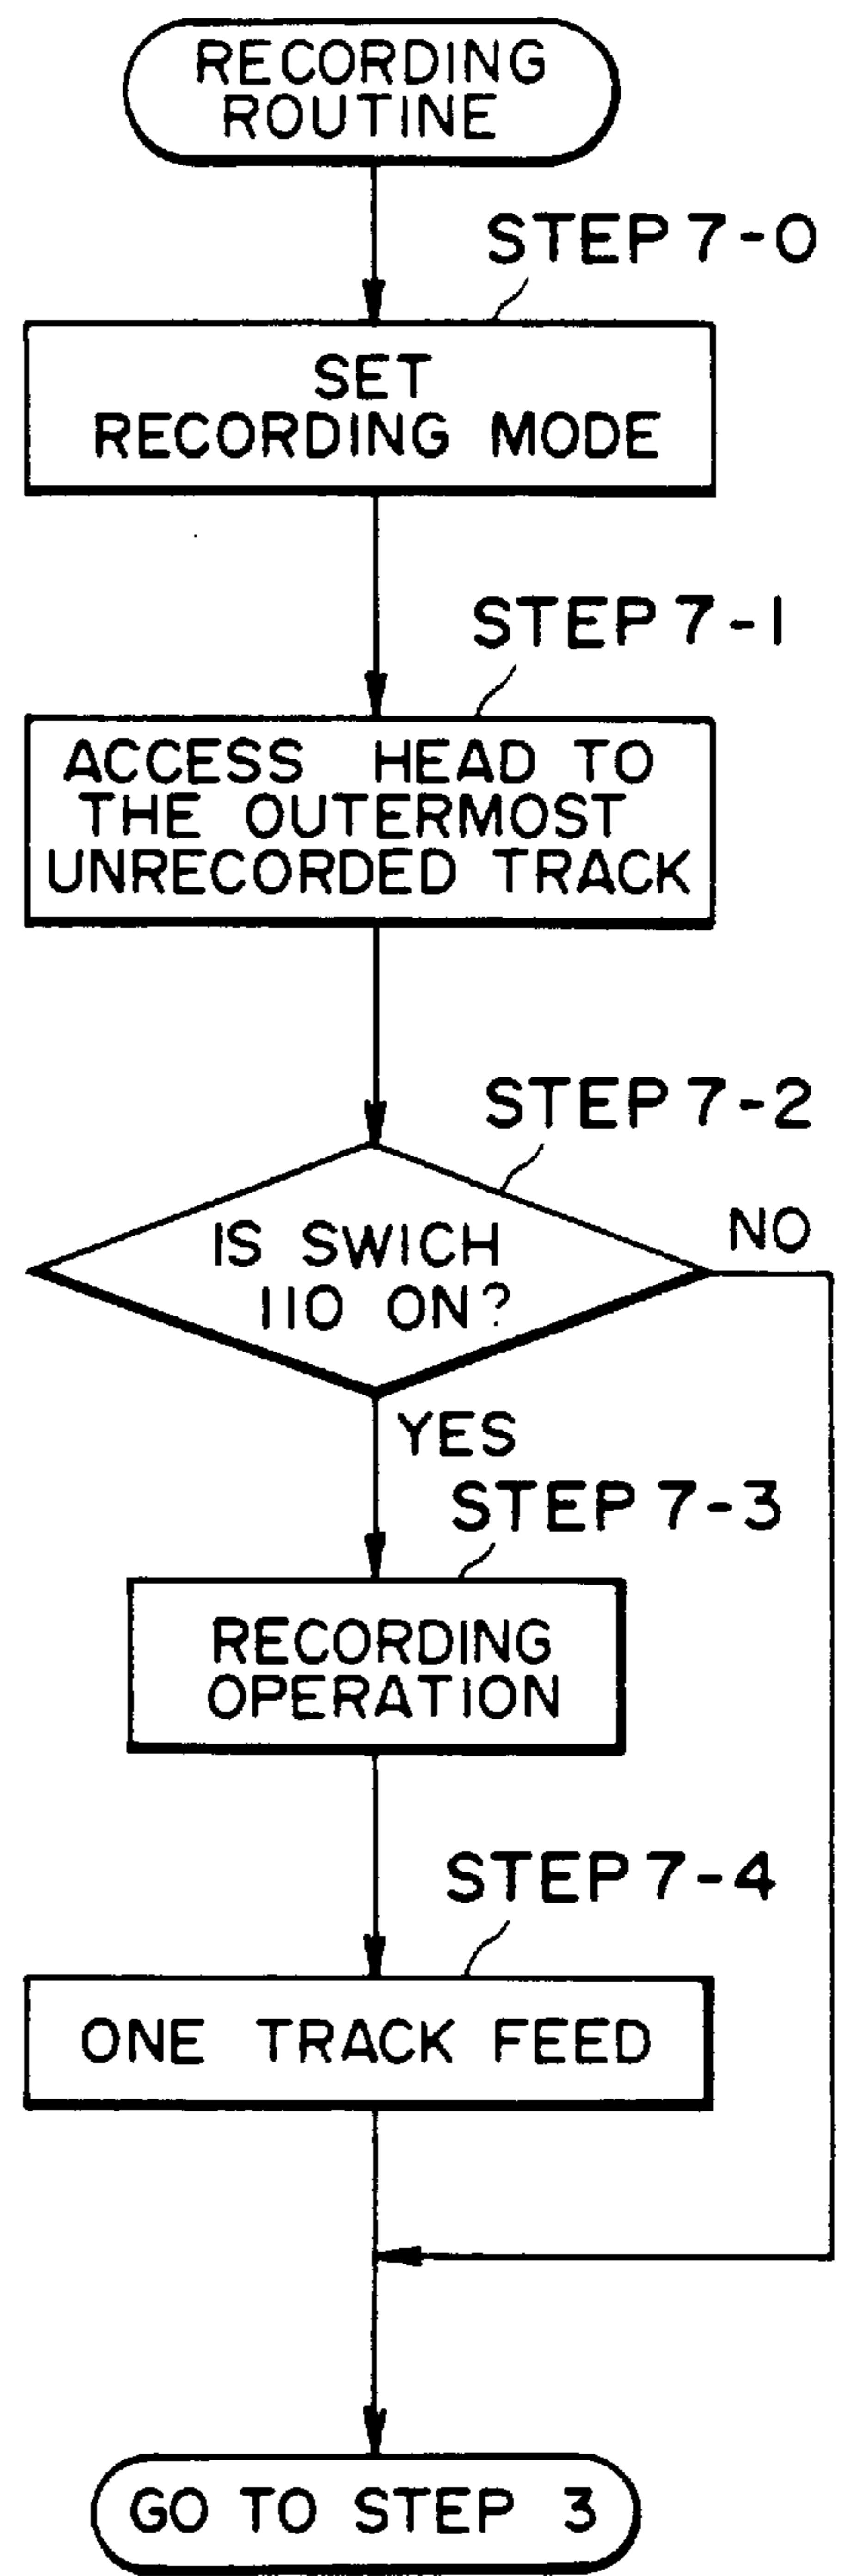 RECORDING
ROUTINE
STEP 7-0
SET
RECORDING MODE
STEP 7-1
ACCESS HEAD TO
THE OUTERMOST
UNRECORDED TRACK
STEP 7-2
IS SWICH
110 ON?
NO
YES
STEP 7-3
RECORDING
OPERATION
STEP 7-4
ONE TRACK FEED
GO TO STEP 3